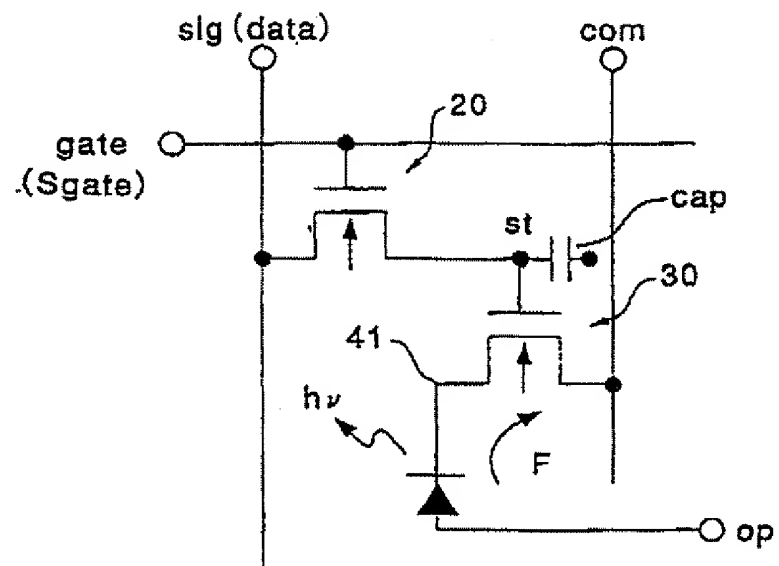 sig (data)
com
gate
(Sgate)
20
st
cap
30
41
hν
F
op